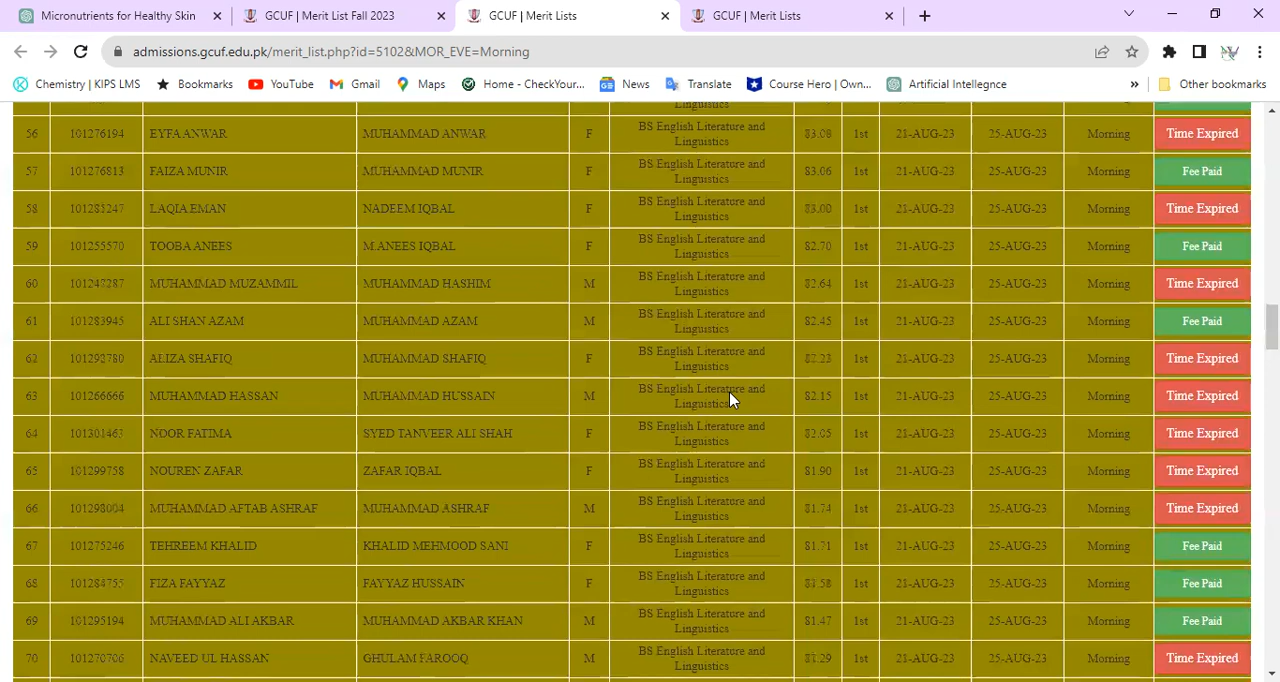 Micronutrients for Healthy Skin
GCUF | Merit List Fall 2023
GCUF | Merit Lists
GCUF | Merit Lists
admissions.gcuf.edu.pk/merit_list.php?id=5102&MOR_EVE=Morning
Chemistry | KIPS LMS Bookmarks YouTube Gmail Maps Home - CheckYour... News Translate Course Hero | Own... Artificial Intellegnce » Other bookmarks
Linguistics
56 101276194 EYFA ANWAR MUHAMMAD ANWAR F BS English Literature and Linguistics 83.08 1st 21-AUG-23 25-AUG-23 Morning Time Expired
57 101276813 FAIZA MUNIR MUHAMMAD MUNIR F BS English Literature and Linguistics 83.06 1st 21-AUG-23 25-AUG-23 Morning Fee Paid
58 101283247 LAQIA EMAN NADEEM IQBAL F BS English Literature and Linguistics 83.00 1st 21-AUG-23 25-AUG-23 Morning Time Expired
59 101255570 TOOBA ANEES M.ANEES IQBAL F BS English Literature and Linguistics 82.70 1st 21-AUG-23 25-AUG-23 Morning Fee Paid
60 101247287 MUHAMMAD MUZAMMIL MUHAMMAD HASHIM M BS English Literature and Linguistics 82.64 1st 21-AUG-23 25-AUG-23 Morning Time Expired
61 101283945 ALI SHAN AZAM MUHAMMAD AZAM M BS English Literature and Linguistics 82.45 1st 21-AUG-23 25-AUG-23 Morning Fee Paid
62 101292780 SHAFIQ MUHAMMAD SHAFIQ F BS English Literature and Linguistics 82.23 1st 21-AUG-23 25-AUG-23 Morning Time Expired
63 101266666 MUHAMMAD HASSAN MUHAMMAD HUSSAIN M BS English Literature and Linguistics 82.15 1st 21-AUG-23 25-AUG-23 Morning Time Expired
64 101301463 NOOR FATIMA SYED TANVEER ALI SHAH F BS English Literature and Linguistics 82.05 1st 21-AUG-23 25-AUG-23 Morning Time Expired
65 101299758 NOUREN ZAFAR ZAFAR IQBAL F BS English Literature and Linguistics 81.90 1st 21-AUG-23 25-AUG-23 Morning Time Expired
66 101298004 MUHAMMAD AFTAB ASHRAF MUHAMMAD ASHRAF M BS English Literature and Linguistics 81.74 1st 21-AUG-23 25-AUG-23 Morning Time Expired
67 101275246 TEHREEM KHALID KHALID MEHMOOD SANI F BS English Literature and Linguistics 81.71 1st 21-AUG-23 25-AUG-23 Morning Fee Paid
68 101284755 FIZA FAYYAZ FAYYAZ HUSSAIN F BS English Literature and Linguistics 81.58 1st 21-AUG-23 25-AUG-23 Morning Fee Paid
69 101295194 MUHAMMAD ALI AKBAR MUHAMMAD AKBAR KHAN M BS English Literature and Linguistics 81.47 1st 21-AUG-23 25-AUG-23 Morning Fee Paid
70 101270706 NAVEED UL HASSAN GHULAM FAROOQ M BS English Literature and Linguistics 81.29 1st 21-AUG-23 25-AUG-23 Morning Time Expired